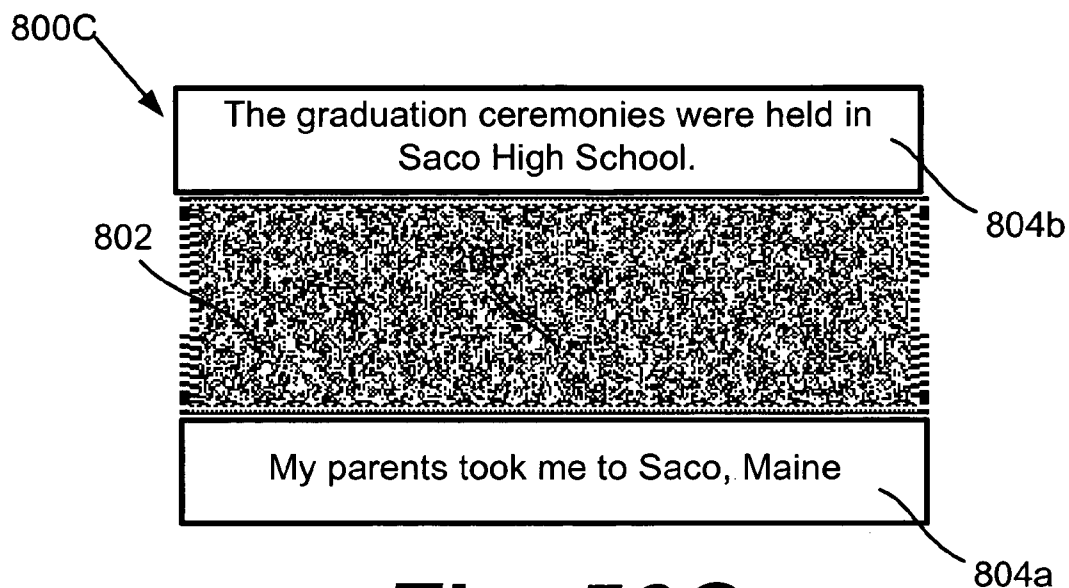 800C
The graduation ceremonies were held in
Saco High School.
804b
802
My parents took me to Saco, Maine
804a